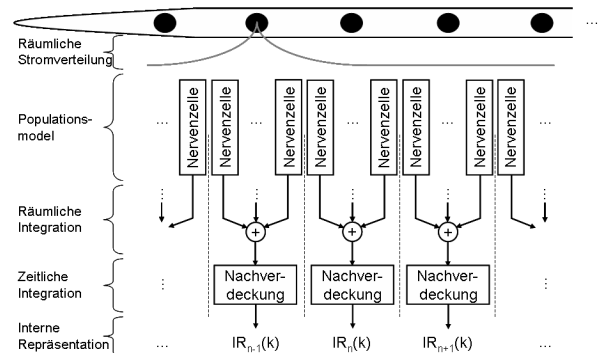 ...
Räumliche
Stromverteilung
Populations-
model
... Nervenzelle Nervenzelle ... Nervenzelle Nervenzelle ... Nervenzelle Nervenzelle ... Nervenzelle Nervenzelle ...
Räumliche
Integration
+ + +
Zeitliche
Integration
Nachver-
deckung
Nachver-
deckung
Nachver-
deckung
Interne
Repräsentation
... IRn-1(k) IRn(k) IRn+1(k) ...